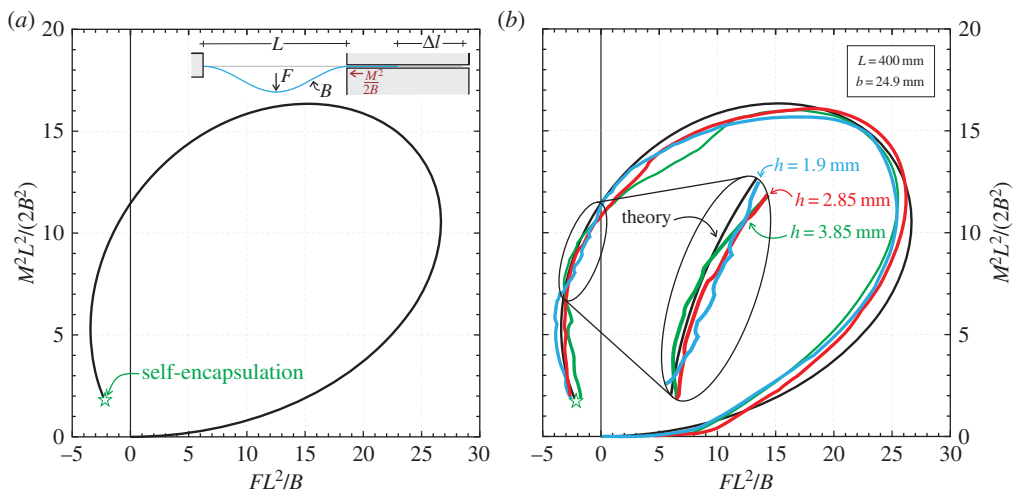 (a)
20
15
10
5
0
M²L²/(2B²)
L
Δl
F
B
M²
2B
self-encapsulation
–5 0 5 10 15 20 25 30
FL²/B
(b)
L = 400 mm
b = 24.9 mm
h = 1.9 mm
h = 2.85 mm
h = 3.85 mm
theory
20
15
10
5
0
M²L²/(2B²)
–5 0 5 10 15 20 25 30
FL²/B